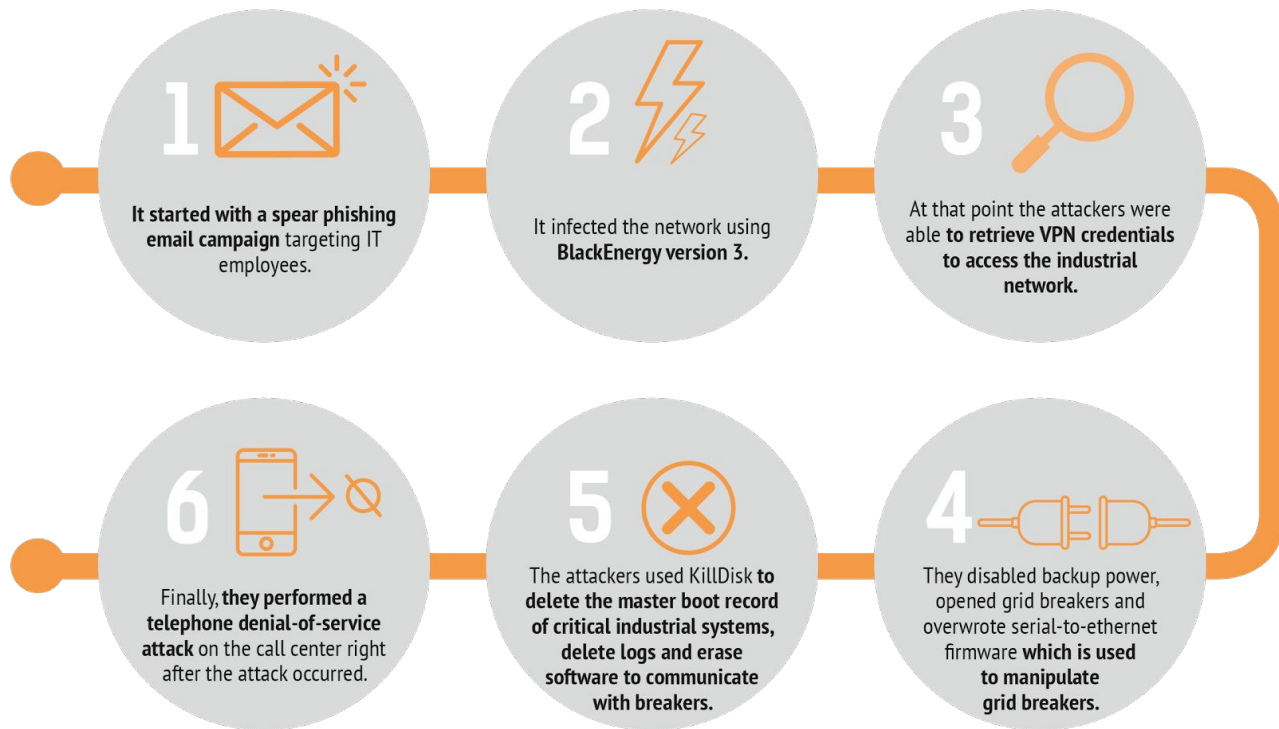 1
It started with a spear phishing
email campaign targeting IT
employees.
2
It infected the network using
BlackEnergy version 3.
3
At that point the attackers were
able to retrieve VPN credentials
to access the industrial
network.
4
They disabled backup power,
opened grid breakers and
overwrote serial-to-ethernet
firmware which is used
to manipulate
grid breakers.
5
The attackers used KillDisk to
delete the master boot record
of critical industrial systems,
delete logs and erase
software to communicate
with breakers.
6
Finally, they performed a
telephone denial-of-service
attack on the call center right
after the attack occurred.